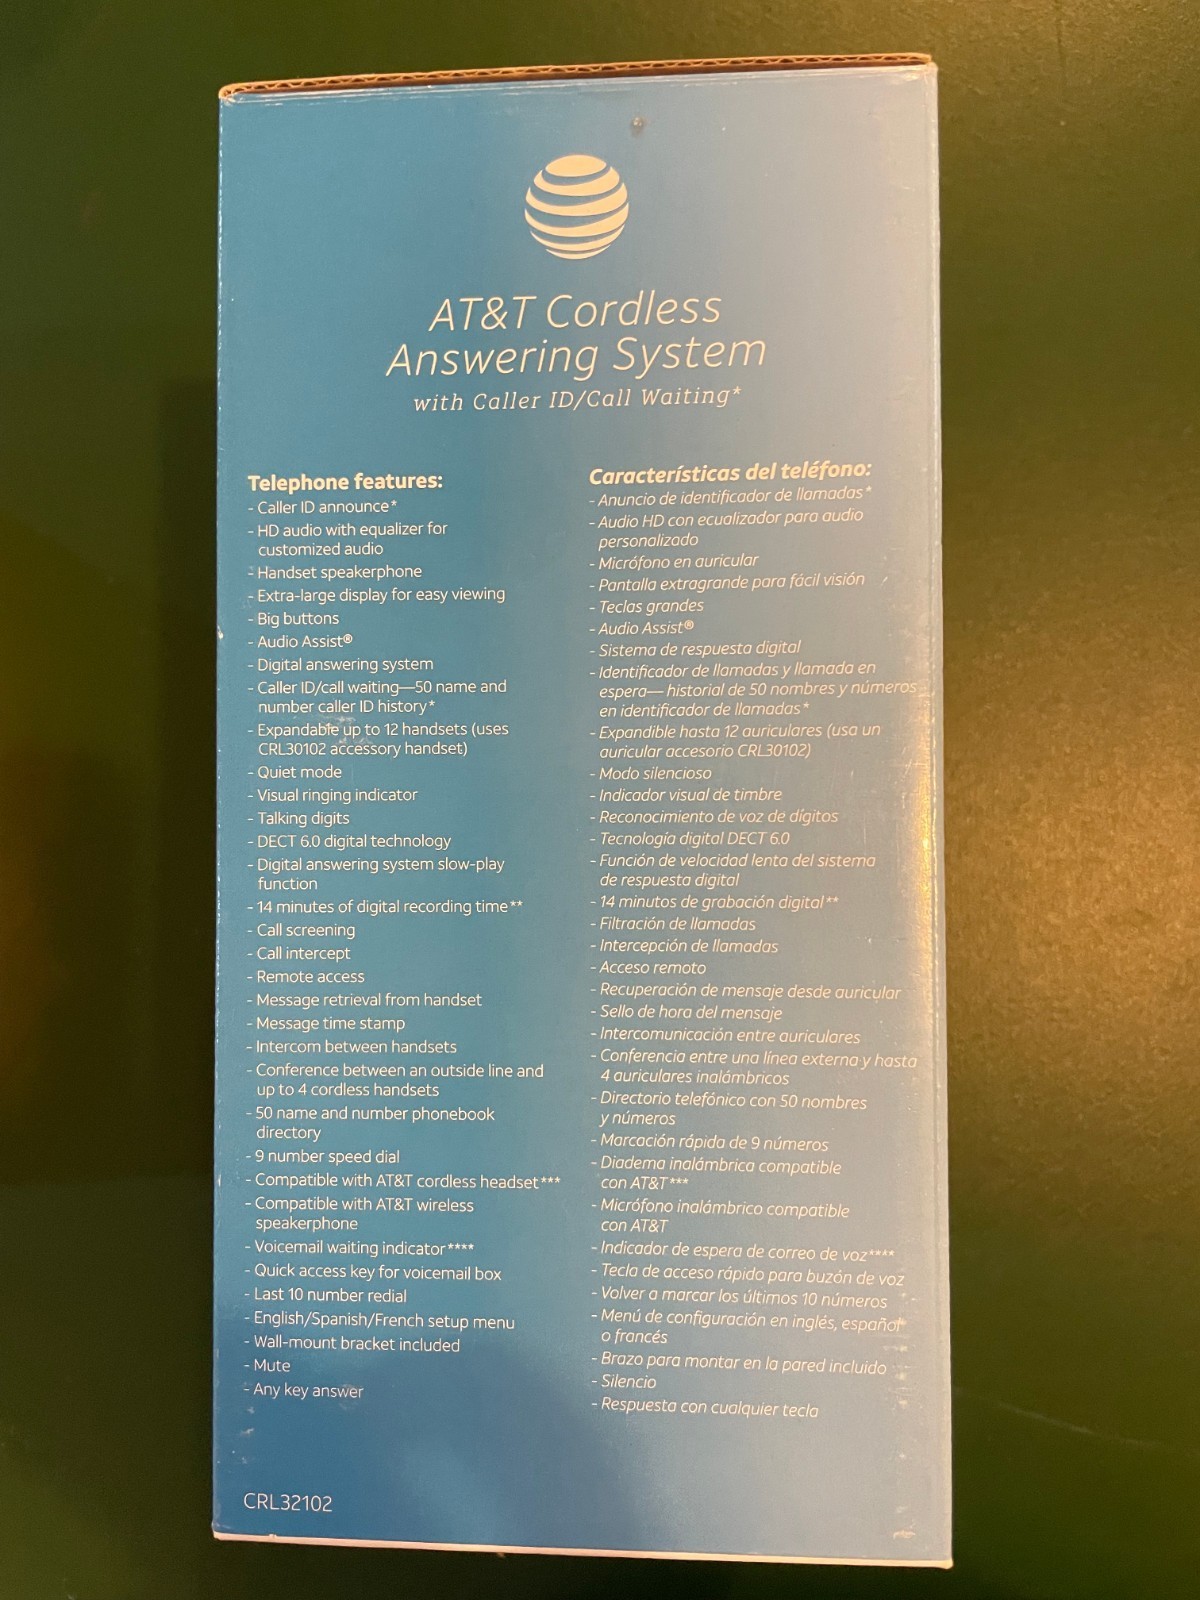 AT&T Cordless
Answering System
with Caller ID/Call Waiting*
Telephone features:
- Caller ID announce*
- HD audio with equalizer for
customized audio
- Handset speakerphone
- Extra-large display for easy viewing
- Big buttons
- Audio Assist®
- Digital answering system
- Caller ID/call waiting—50 name and
number caller ID history*
- Expandable up to 12 handsets (uses
CRL30102 accessory handset)
- Quiet mode
- Visual ringing indicator
- Talking digits
- DECT 6.0 digital technology
- Digital answering system slow-play
function
- 14 minutes of digital recording time**
- Call screening
- Call intercept
- Remote access
- Message retrieval from handset
- Message time stamp
- Intercom between handsets
- Conference between an outside line and
up to 4 cordless handsets
- 50 name and number phonebook
directory
- 9 number speed dial
- Compatible with AT&T cordless headset***
- Compatible with AT&T wireless
speakerphone
- Voicemail waiting indicator****
- Quick access key for voicemail box
- Last 10 number redial
- English/Spanish/French setup menu
- Wall-mount bracket included
- Mute
- Any key answer
CRL32102
Características del teléfono:
- Anuncio de identificador de llamadas*
- Audio HD con ecualizador para audio
personalizado
- Micrófono en auricular
- Pantalla extragrande para fácil visión
- Teclas grandes
- Audio Assist®
- Sistema de respuesta digital
- Identificador de llamadas y llamada en
espera— historial de 50 nombres y números
en identificador de llamadas*
- Expandible hasta 12 auriculares (usa un
auricular accesorio CRL30102)
- Modo silencioso
- Indicador visual de timbre
- Reconocimiento de voz de dígitos
- Tecnología digital DECT 6.0
- Función de velocidad lenta del sistema
de respuesta digital
- 14 minutos de grabación digital**
- Filtración de llamadas
- Intercepción de llamadas
- Acceso remoto
- Recuperación de mensaje desde auricular
- Sello de hora del mensaje
- Intercomunicación entre auriculares
- Conferencia entre una línea externa y hasta
4 auriculares inalámbricos
- Directorio telefónico con 50 nombres
y números
- Marcación rápida de 9 números
- Diadema inalámbrica compatible
con AT&T***
- Micrófono inalámbrico compatible
con AT&T
- Indicador de espera de correo de voz****
- Tecla de acceso rápido para buzón de voz
- Volver a marcar los últimos 10 números
- Menú de configuración en inglés, español
o francés
- Brazo para montar en la pared incluido
- Silencio
- Respuesta con cualquier tecla